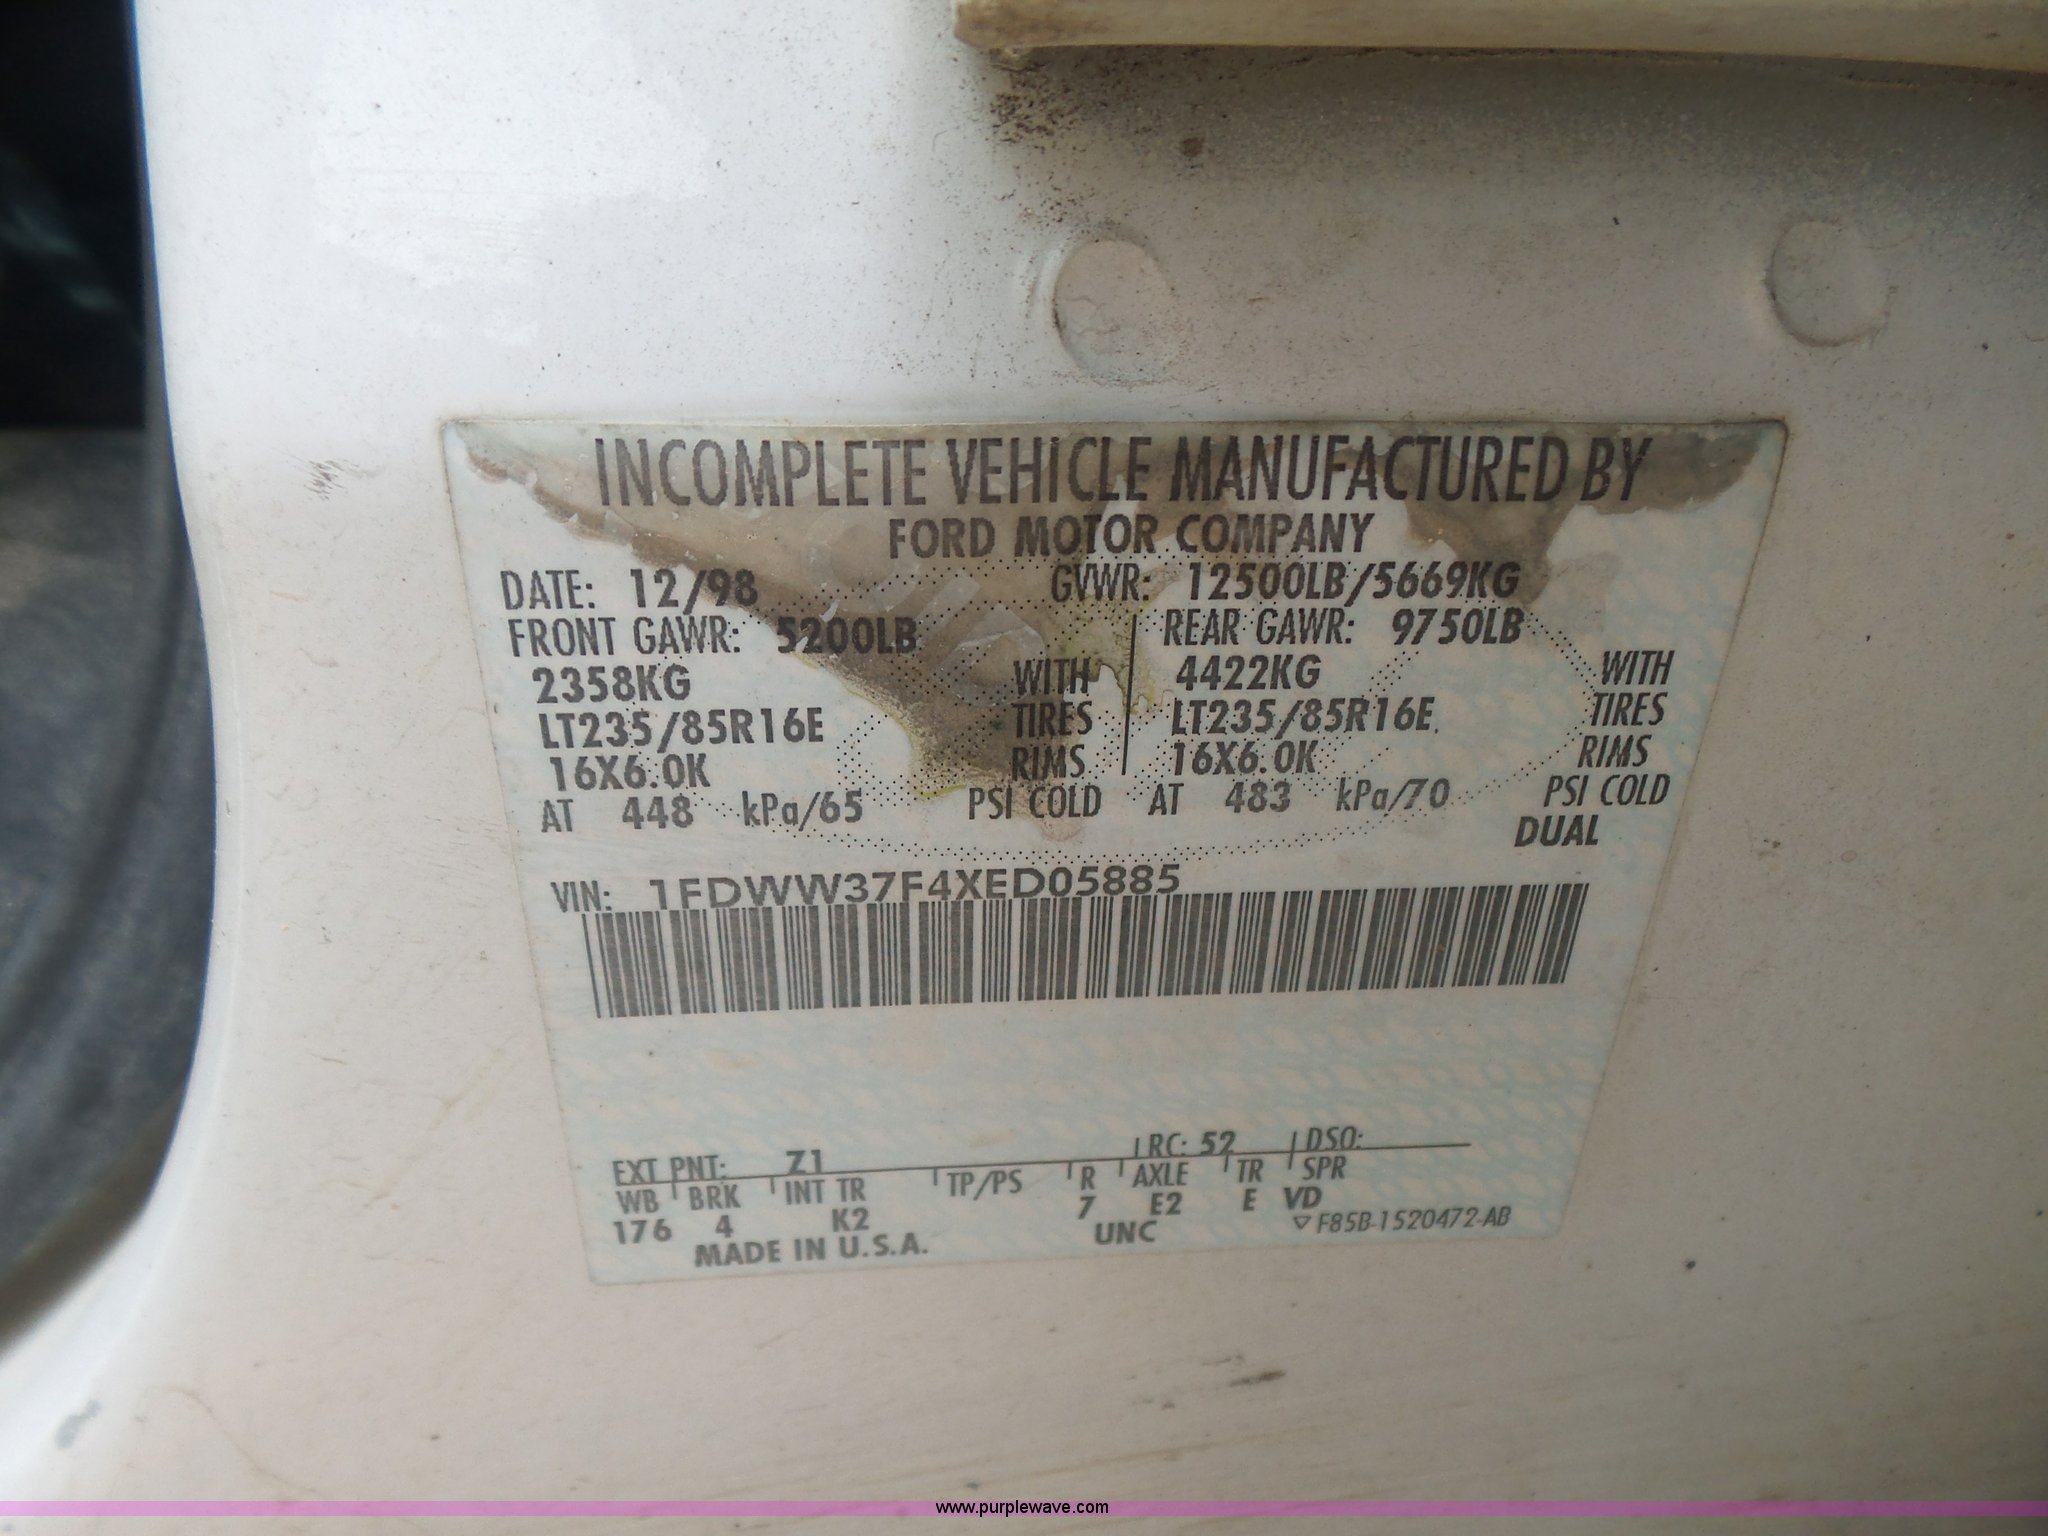 INCOMPLETE VEHICLE MANUFACTURED BY
FORD MOTOR COMPANY
DATE: 12/98 GVWR: 12500LB/5669KG
FRONT GAWR: 5200LB REAR GAWR: 9750LB
2358KG WITH 4422KG WITH
LT235/85R16E TIRES LT235/85R16E TIRES
16X6.0K RIMS 16X6.0K RIMS
AT 448 kPa/65 PSI COLD AT 483 kPa/70 PSI COLD
DUAL
VIN: 1FDWW37F4XED05885
EXT PNT: Z1 RC: 52 DSO:
WB BRK INT TR TP/PS R AXLE TR SPR
176 4 K2 7 E2 E VD
MADE IN U.S.A. UNC ▽F85B-1520472-AB
www.purplewave.com